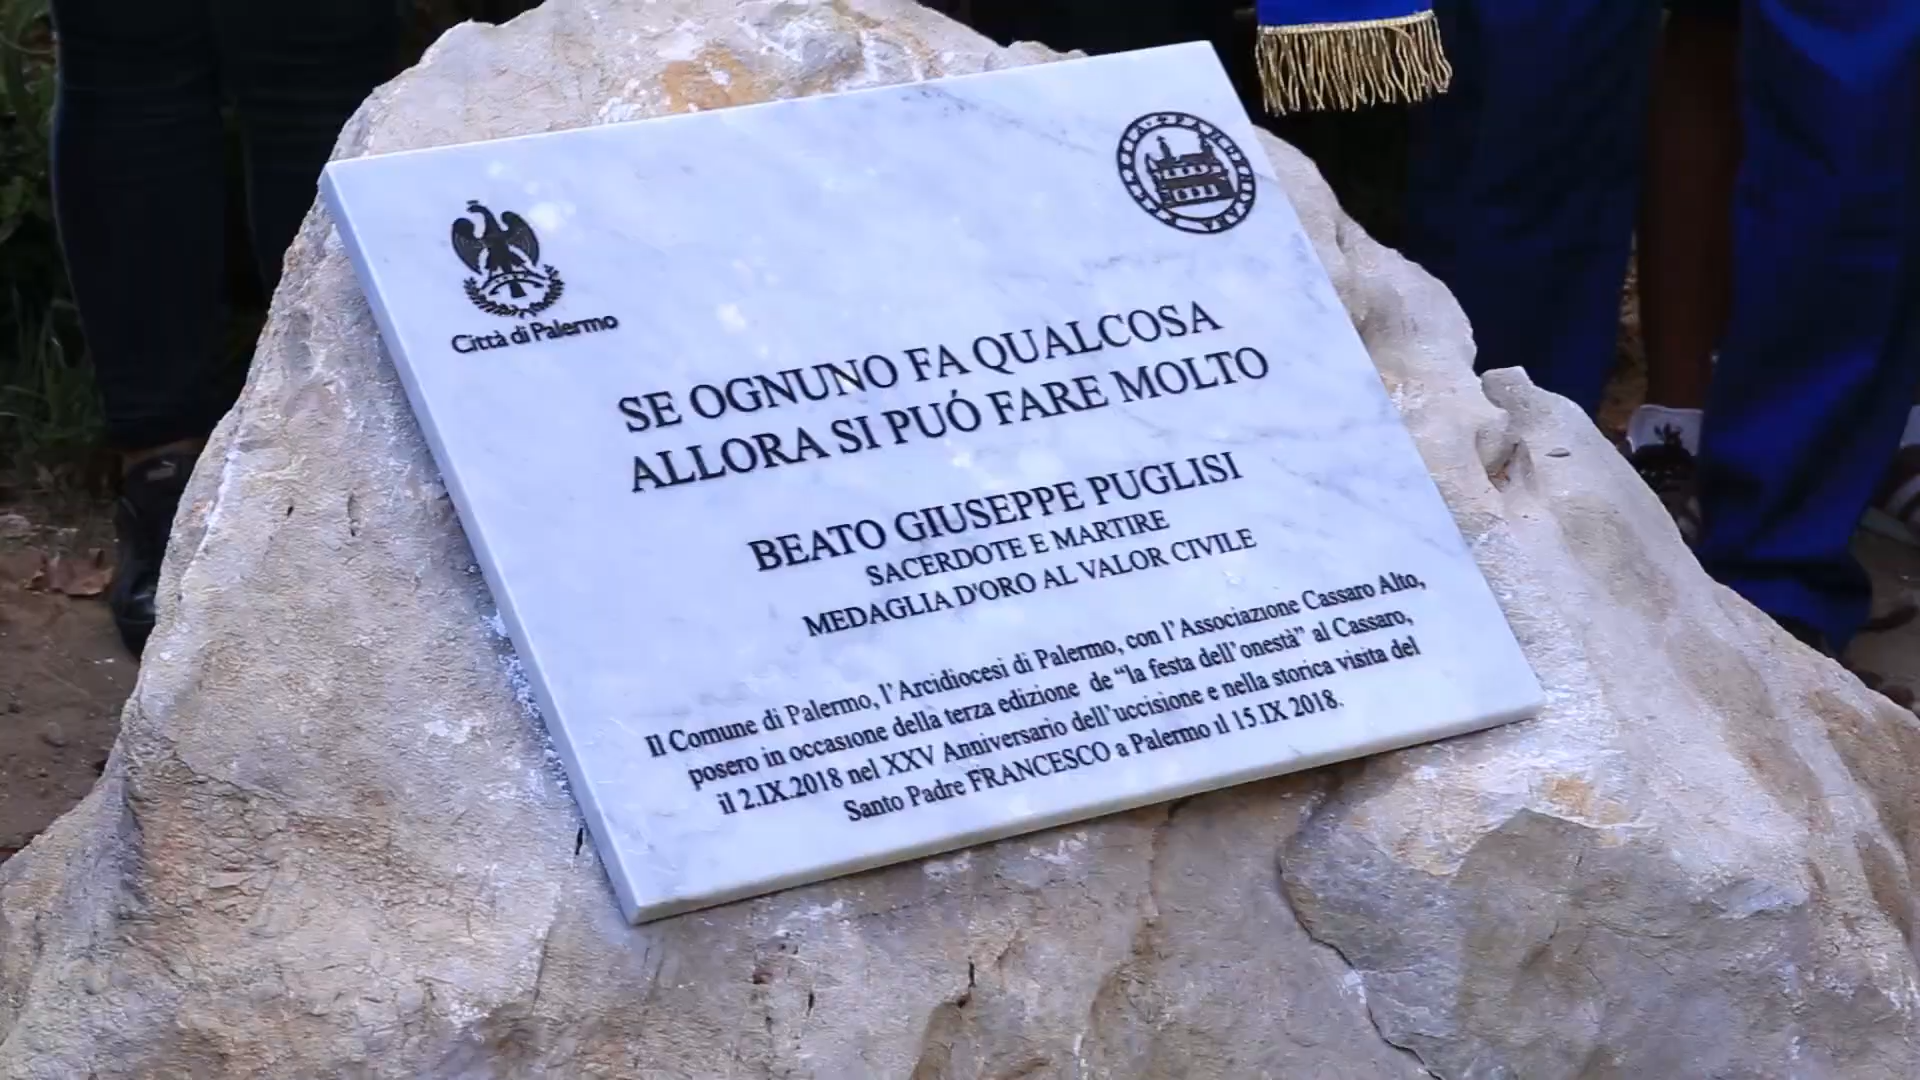 Città di Palermo
SE OGNUNO FA QUALCOSA
ALLORA SI PUÓ FARE MOLTO
BEATO GIUSEPPE PUGLISI
SACERDOTE E MARTIRE
MEDAGLIA D'ORO AL VALOR CIVILE
Il Comune di Palermo, l'Arcidiocesi di Palermo, con l'Associazione Cassaro Alto,
posero in occasione della terza edizione de "la festa dell'onestà" al Cassaro,
il 2.IX.2018 nel XXV Anniversario dell'uccisione e nella storica visita del
Santo Padre FRANCESCO a Palermo il 15.IX 2018.